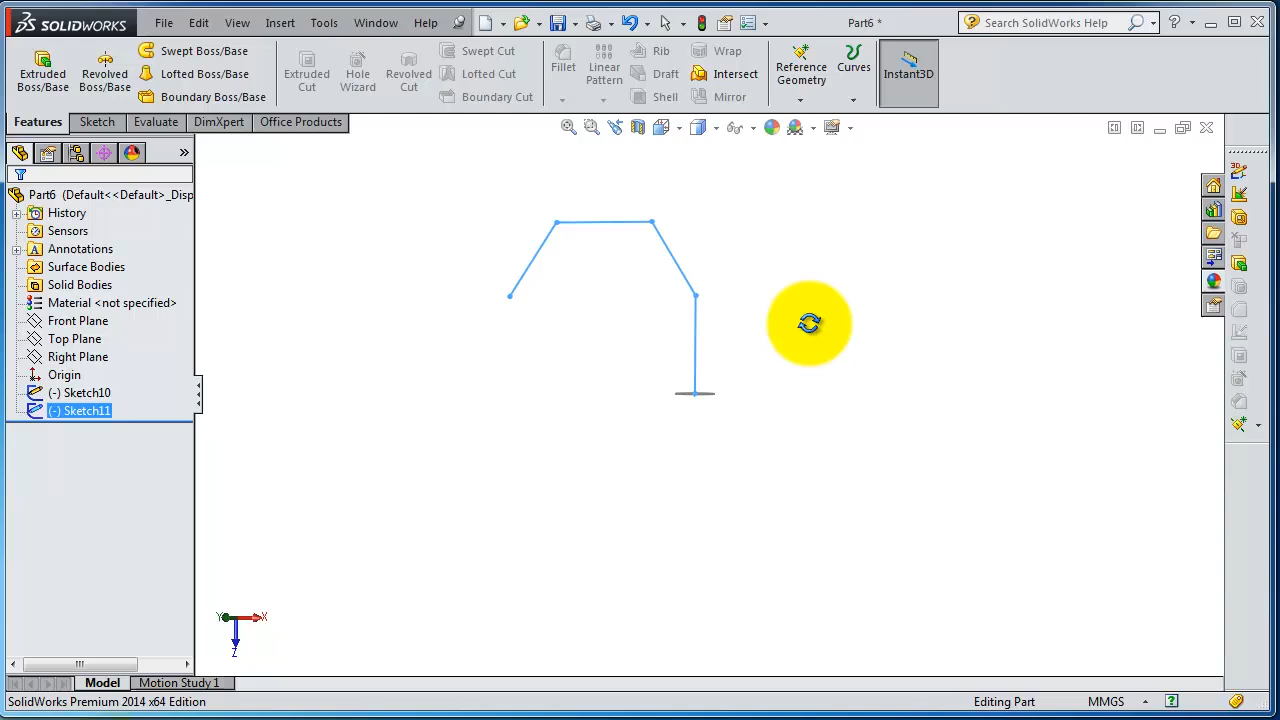 SOLIDWORKS File Edit View Insert Tools Window Help Part6 * Search SolidWorks Help
Extruded Boss/Base
Revolved Boss/Base
Swept Boss/Base
Lofted Boss/Base
Boundary Boss/Base
Extruded Cut
Hole Wizard
Revolved Cut
Swept Cut
Lofted Cut
Boundary Cut
Fillet
Linear Pattern
Rib
Draft
Shell
Wrap
Intersect
Mirror
Reference Geometry
Curves
Instant3D
Features Sketch Evaluate DimXpert Office Products
Part6 (Default<<Default>_Disp
History
Sensors
Annotations
Surface Bodies
Solid Bodies
Material <not specified>
Front Plane
Top Plane
Right Plane
Origin
(-) Sketch10
(-) Sketch11
Y X
Z
Model Motion Study 1
SolidWorks Premium 2014 x64 Edition Editing Part MMGS